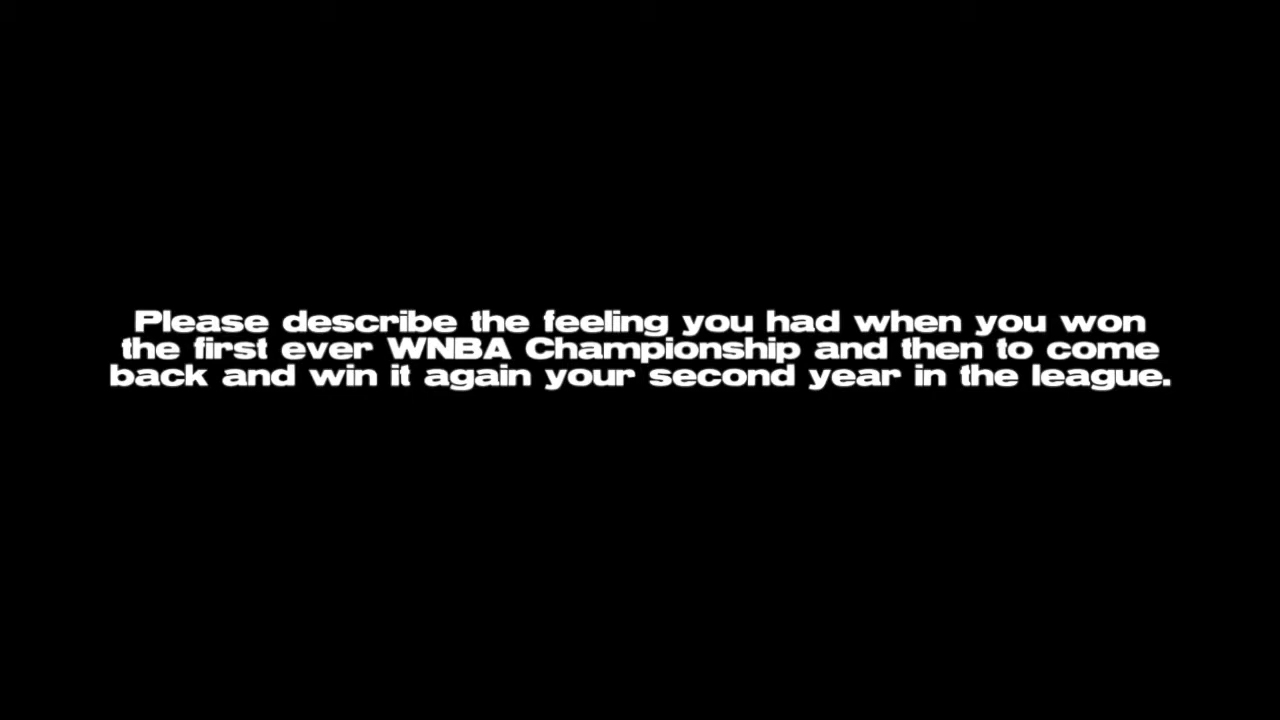 Please describe the feeling you had when you won
the first ever WNBA Championship and then to come
back and win it again your second year in the league.